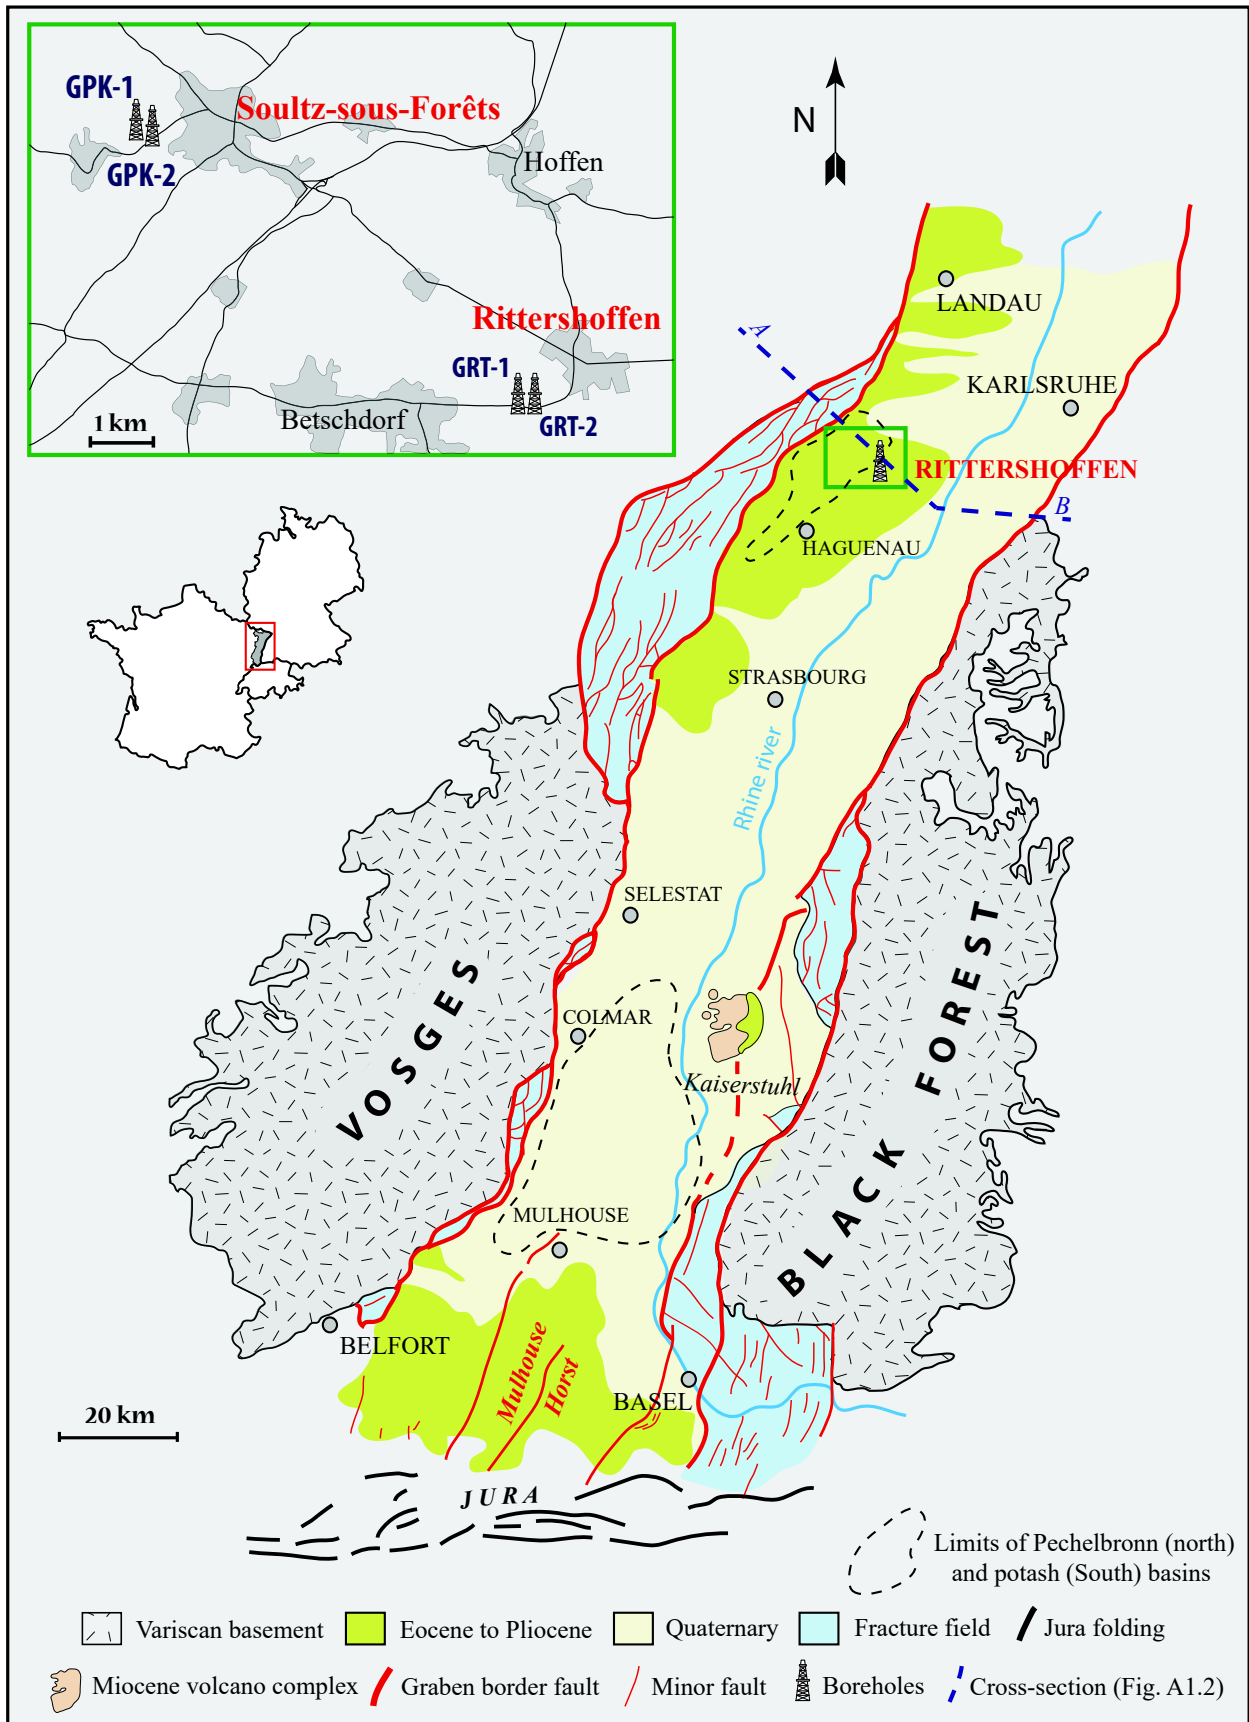 GPK-1
Soultz-sous-Forêts
GPK-2
Hoffen
Rittershoffen
GRT-1
Betschdorf
GRT-2
1 km
N
LANDAU
A
KARLSRUHE
RITTERSHOFFEN
B
HAGUENAU
STRASBOURG
Rhine river
SELESTAT
VOSGES
BLACK FOREST
COLMAR
Kaiserstuhl
MULHOUSE
BELFORT
Mulhouse
Horst
BASEL
20 km
JURA
Limits of Pechelbronn (north)
and potash (South) basins
Variscan basement
Eocene to Pliocene
Quaternary
Fracture field
Jura folding
Miocene volcano complex
Graben border fault
Minor fault
Boreholes
Cross-section (Fig. A1.2)